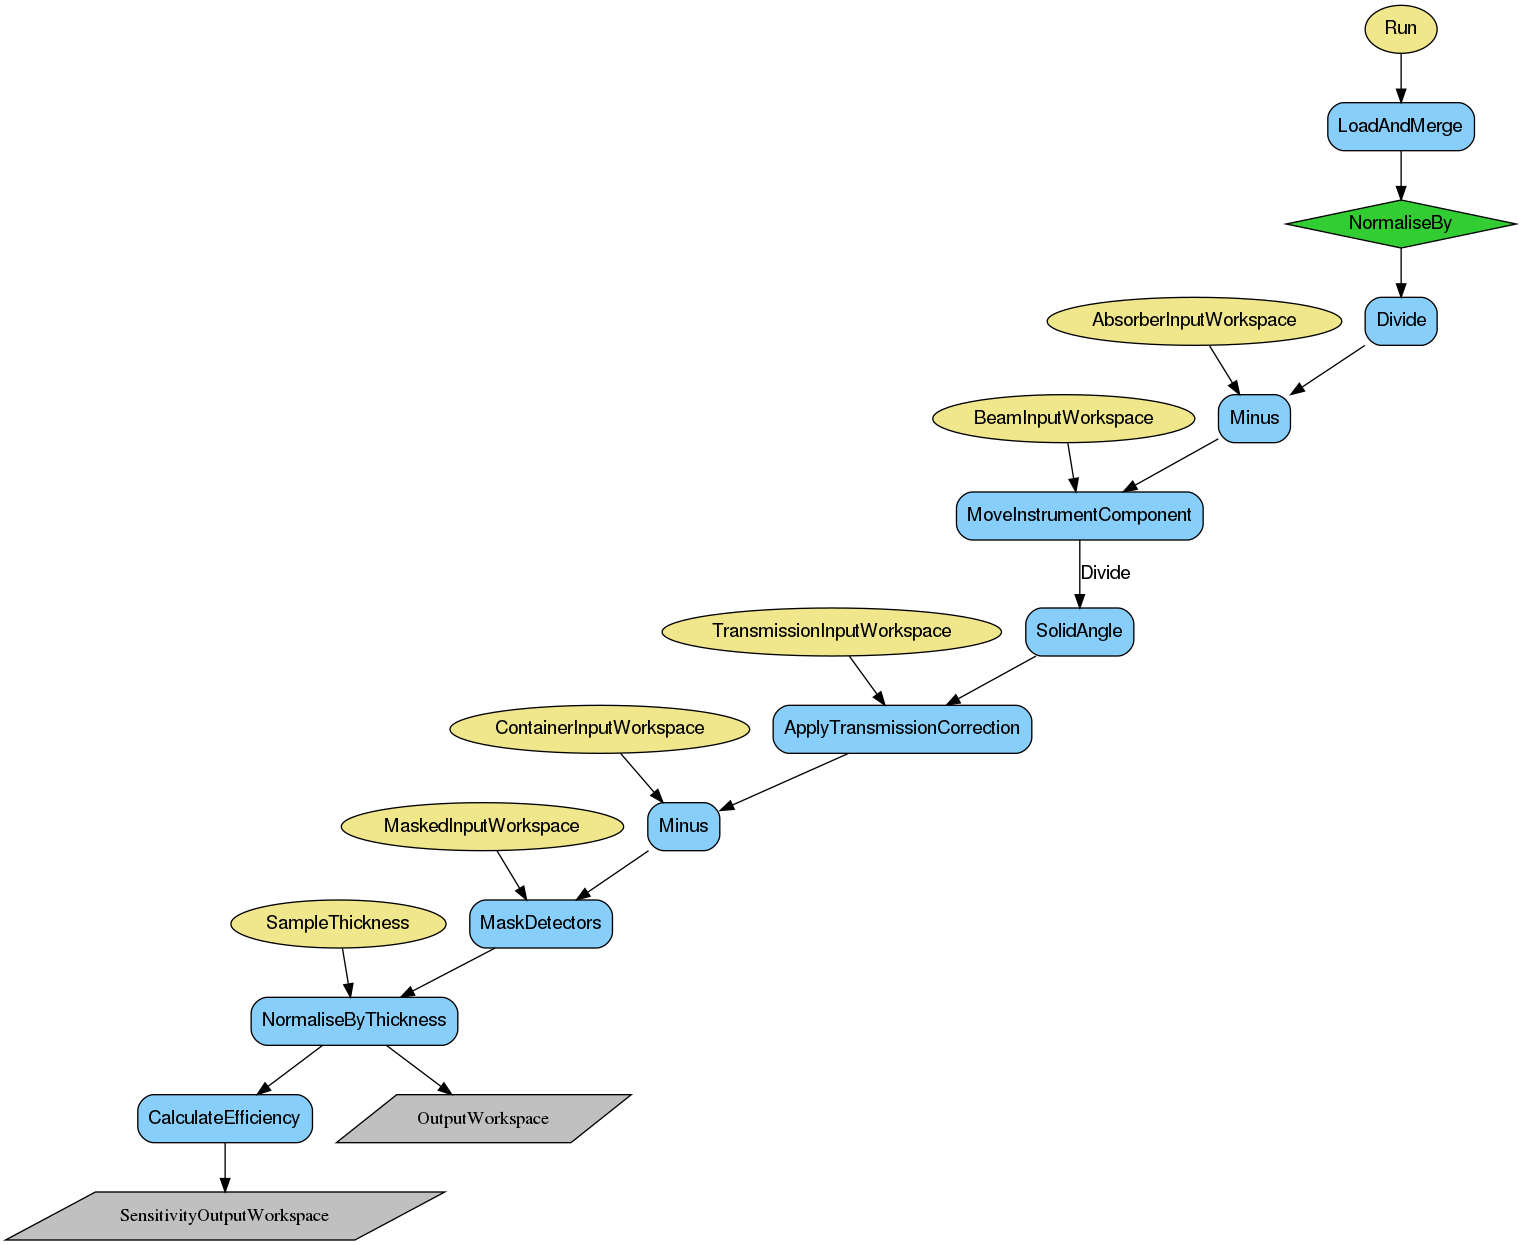 Run
LoadAndMerge
NormaliseBy
AbsorberInputWorkspace
Divide
BeamInputWorkspace
Minus
MoveInstrumentComponent
Divide
TransmissionInputWorkspace
SolidAngle
ContainerInputWorkspace
ApplyTransmissionCorrection
MaskedInputWorkspace
Minus
SampleThickness
MaskDetectors
NormaliseByThickness
CalculateEfficiency
OutputWorkspace
SensitivityOutputWorkspace